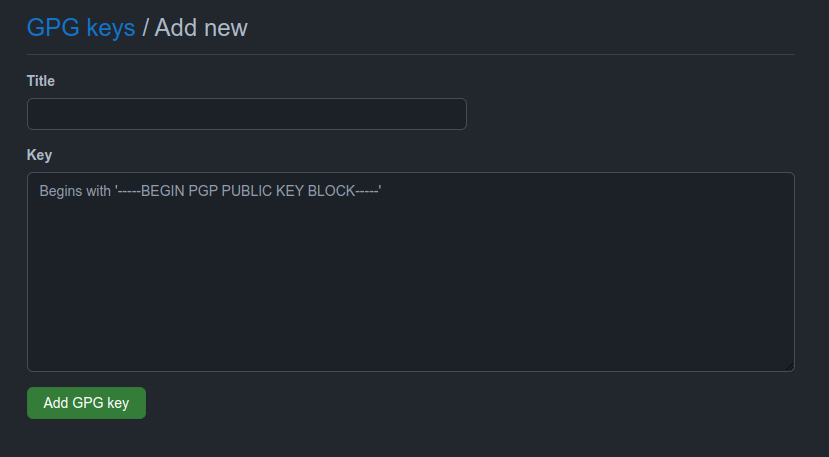 GPG keys / Add new
Title
Key
Begins with '-----BEGIN PGP PUBLIC KEY BLOCK-----'
Add GPG key